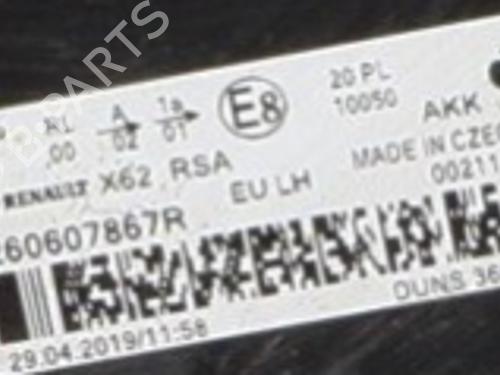 RL A 1a E8 20 PL
00 02 01 10050 AKK
RENAULT X62 RSA MADE IN CZE
EU LH 00211
260607867R
DUNS 36
29.04.2019/11:58
PARTS